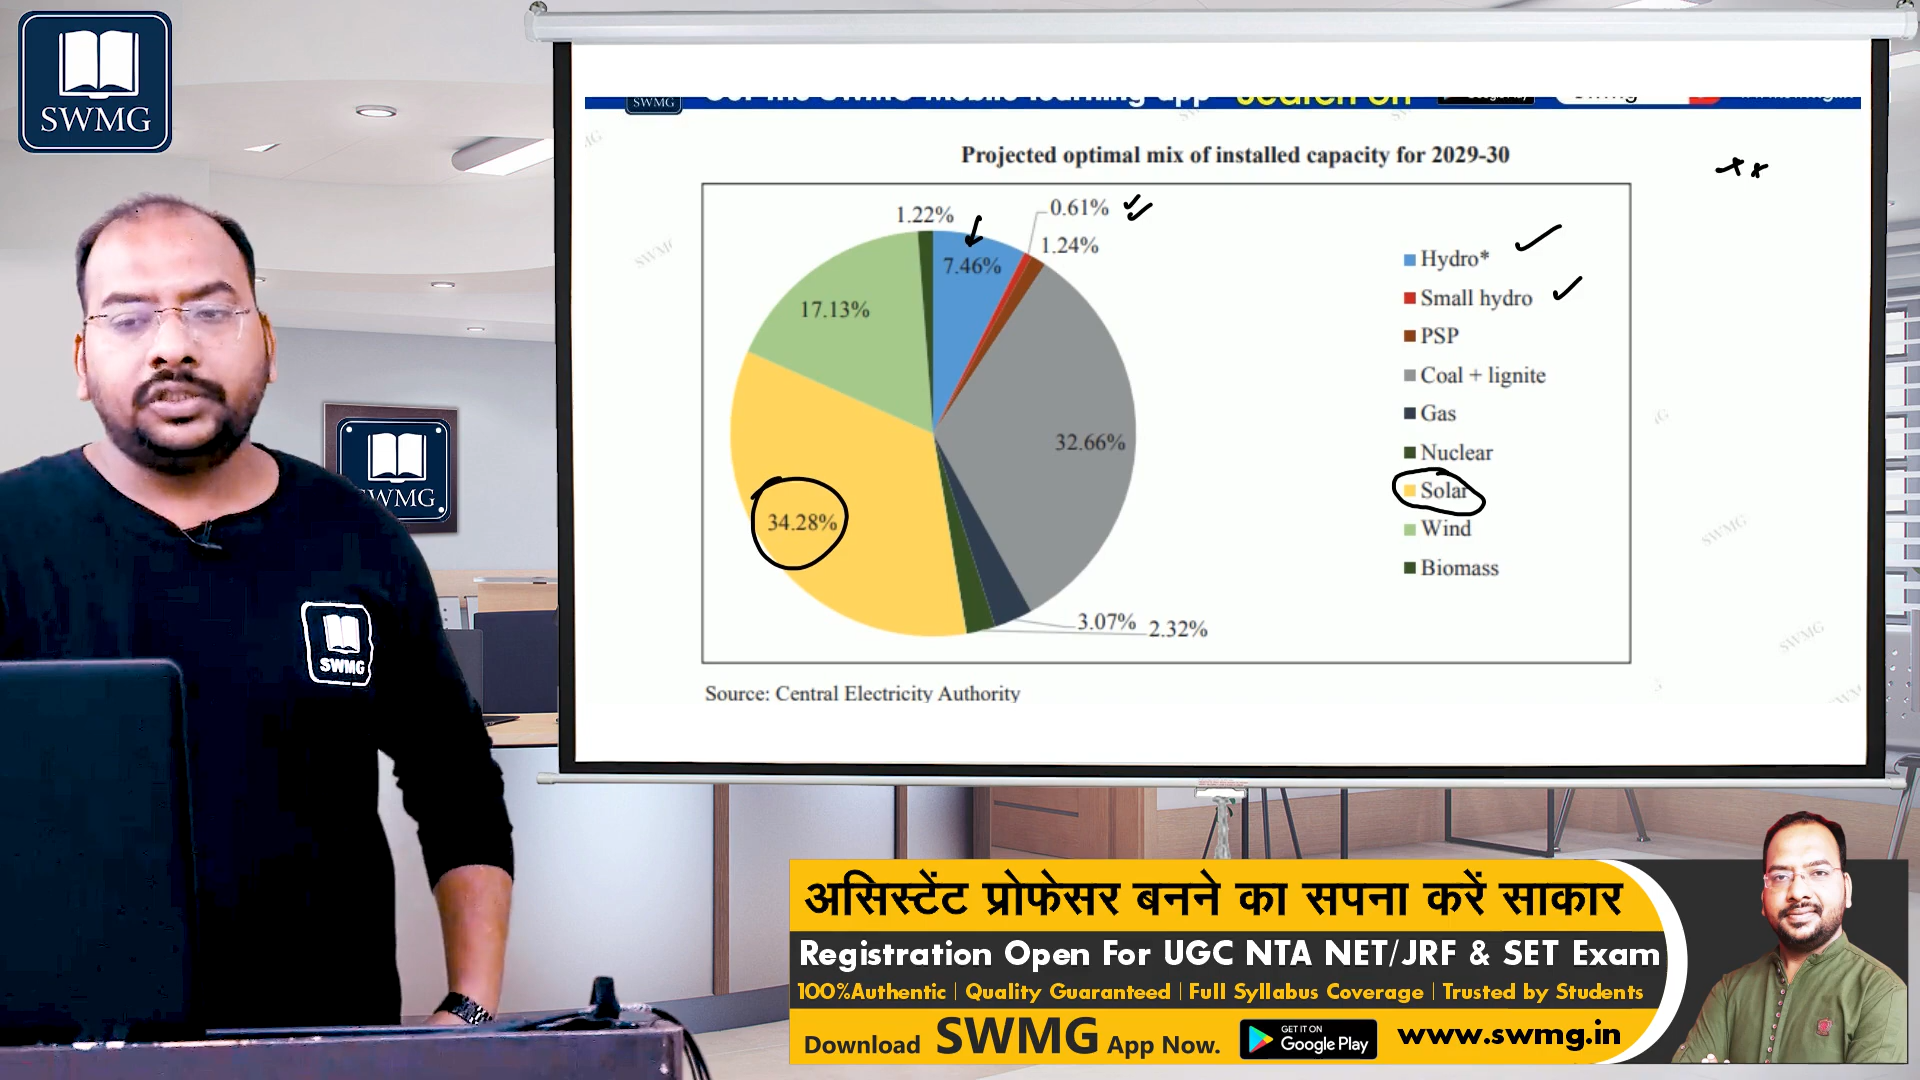 SWMG
SWMG
Projected optimal mix of installed capacity for 2029-30
1.22%
0.61%
1.24%
7.46%
17.13%
32.66%
34.28%
3.07%
2.32%
Hydro*
Small hydro
PSP
Coal + lignite
Gas
Nuclear
Solar
Wind
Biomass
Source: Central Electricity Authority
SWMG
SWMG
SWMG
SWMG
असिस्टेंट प्रोफेसर बनने का सपना करें साकार
Registration Open For UGC NTA NET/JRF & SET Exam
100%Authentic | Quality Guaranteed | Full Syllabus Coverage | Trusted by Students
Download SWMG App Now. GET IT ON Google Play www.swmg.in